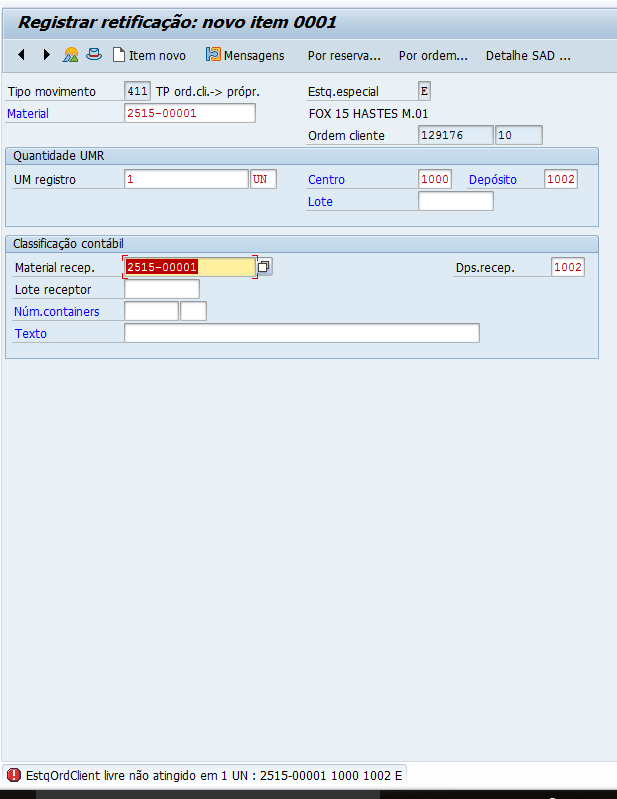 Registrar retificação: novo item 0001
Item novo Mensagens Por reserva... Por ordem... Detalhe SAD ...
Tipo movimento 411 TP ord.cli.-> própr. Estq.especial E
Material 2515-00001 FOX 15 HASTES M.01
Ordem cliente 129176 10
Quantidade UMR
UM registro 1 UN Centro 1000 Depósito 1002
Lote
Classificação contábil
Material recep. 2515-00001 Dps.recep. 1002
Lote receptor
Núm.containers
Texto
EstqOrdClient livre não atingido em 1 UN : 2515-00001 1000 1002 E